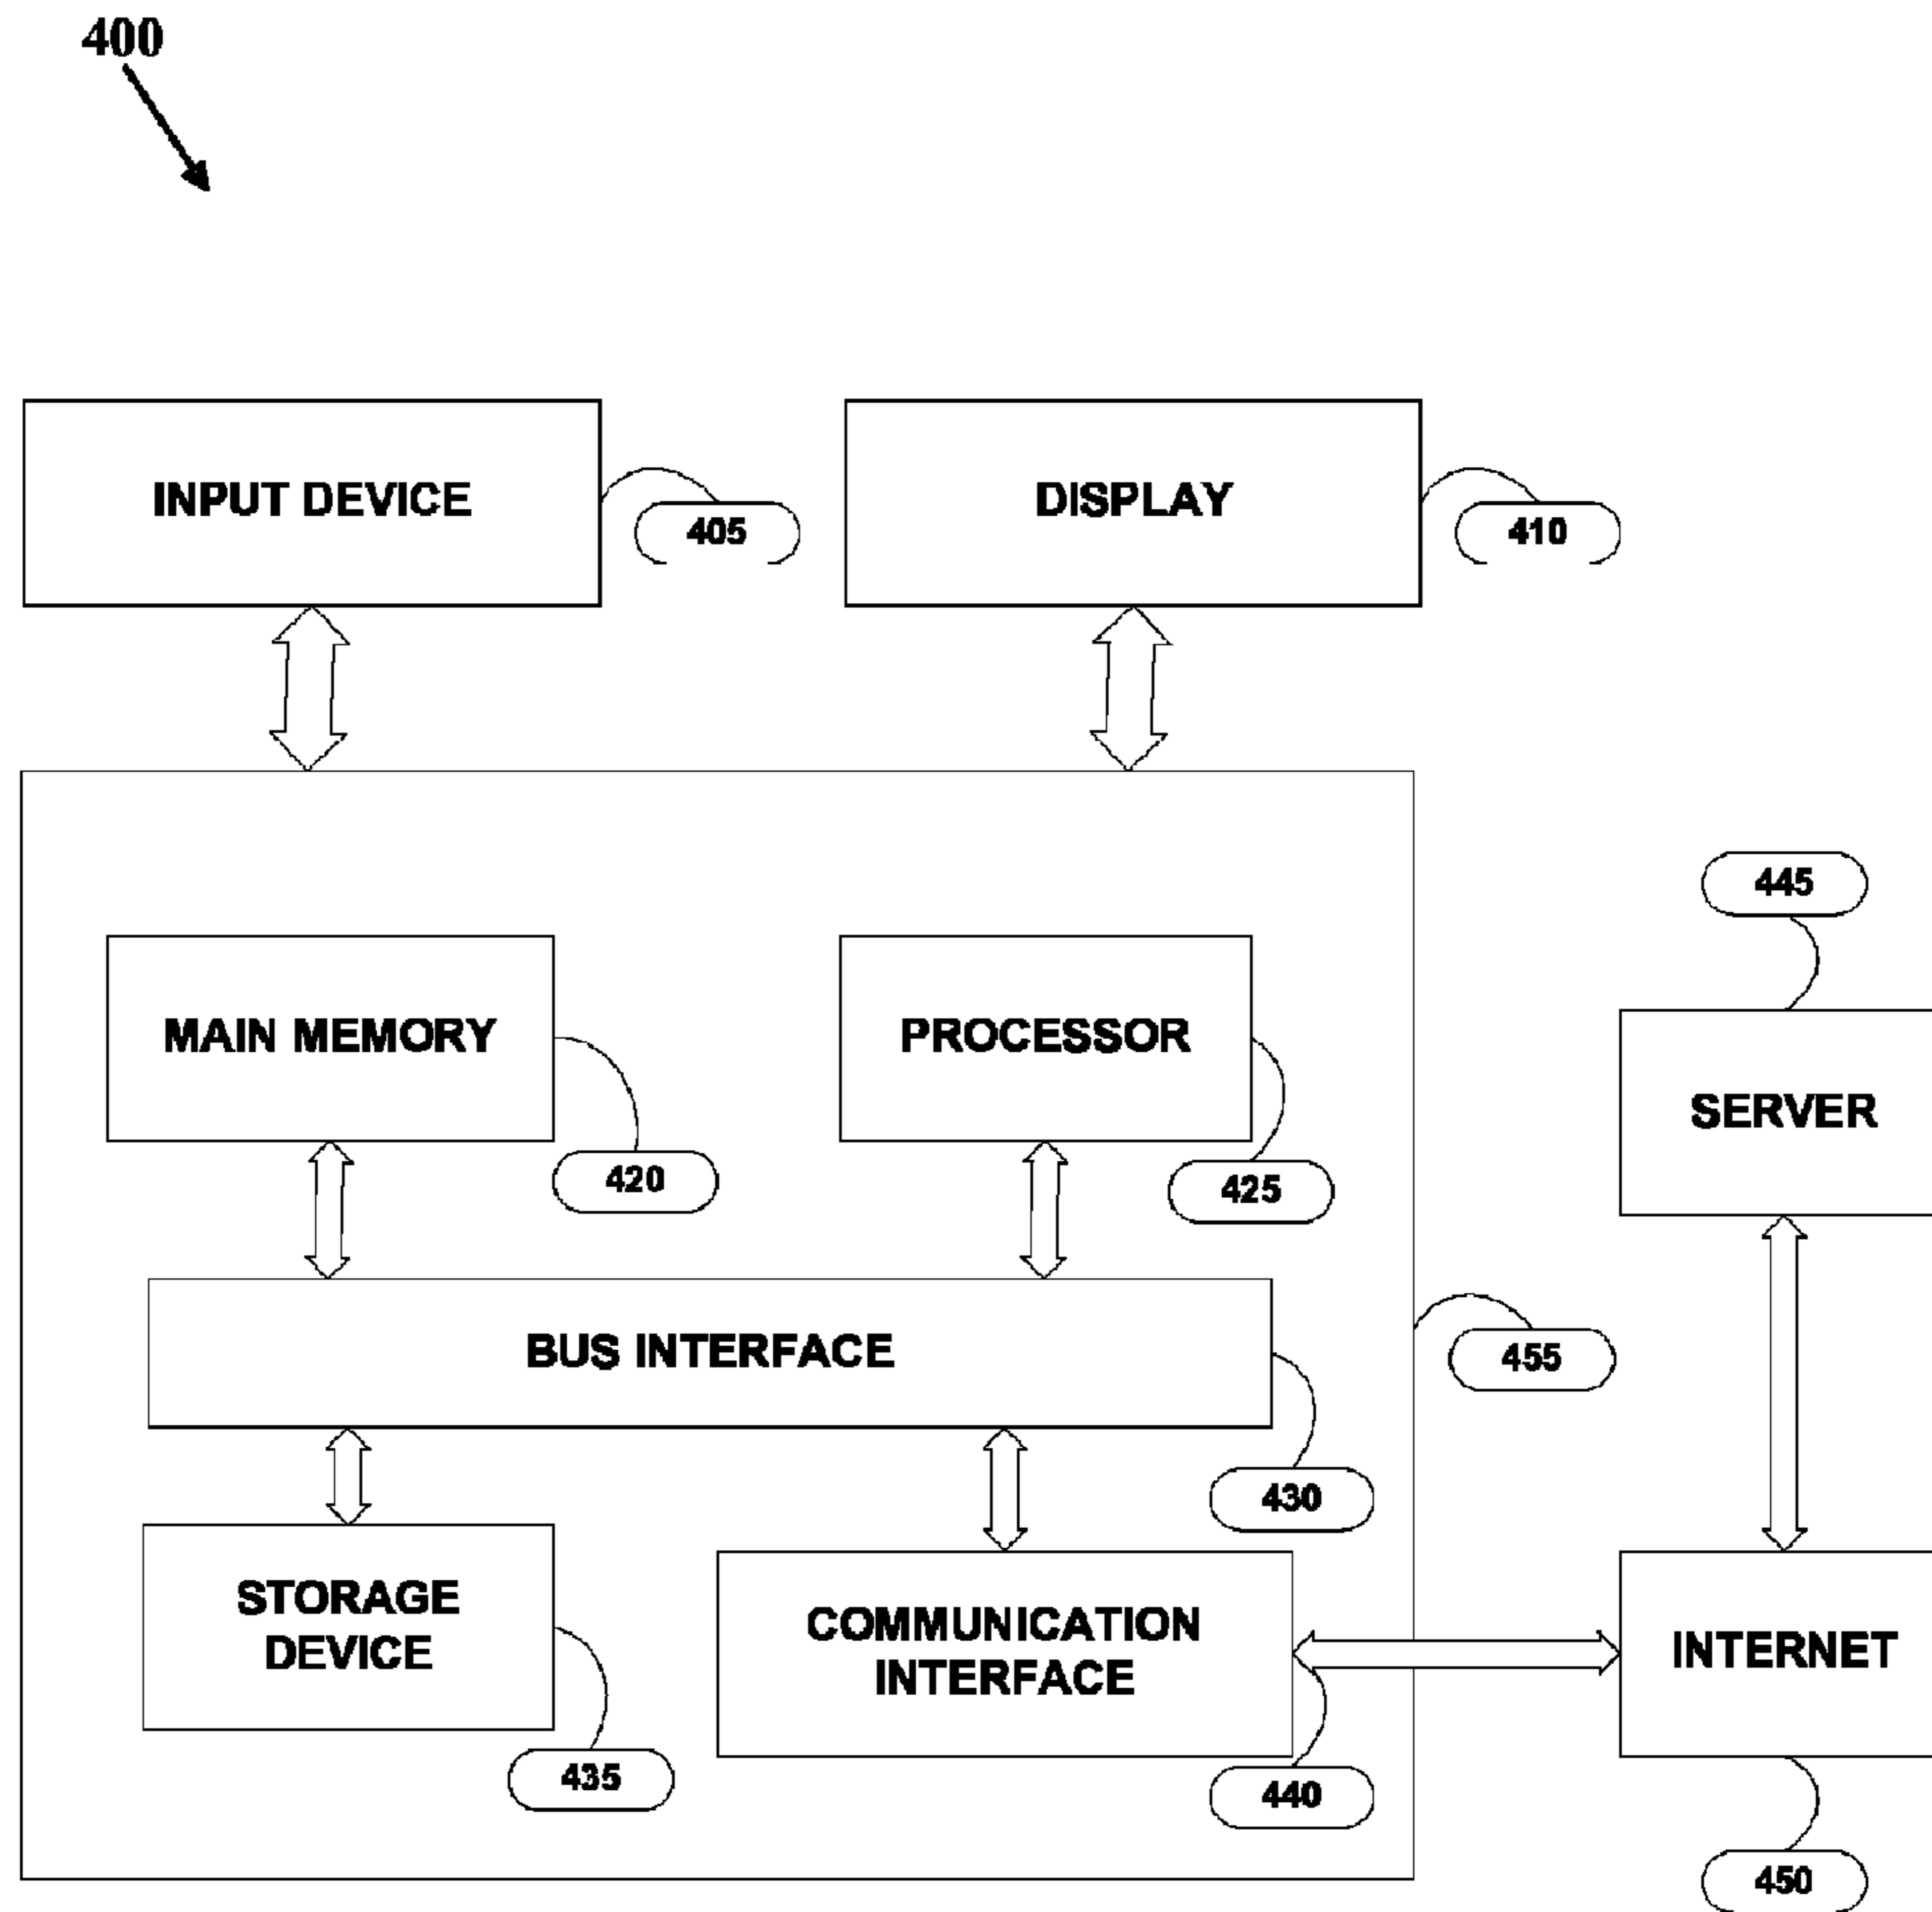 400
INPUT DEVICE
405
DISPLAY
410
445
MAIN MEMORY
PROCESSOR
SERVER
420
425
BUS INTERFACE
455
430
STORAGE
DEVICE
COMMUNICATION
INTERFACE
INTERNET
435
440
450